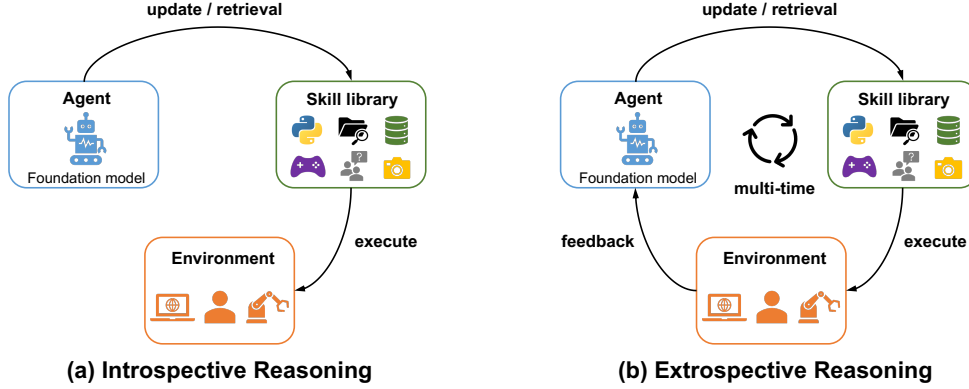 update / retrieval
Agent
Foundation model
Skill library
?
execute
Environment
(a) Introspective Reasoning
update / retrieval
Agent
Foundation model
multi-time
Skill library
?
feedback
execute
Environment
(b) Extrospective Reasoning